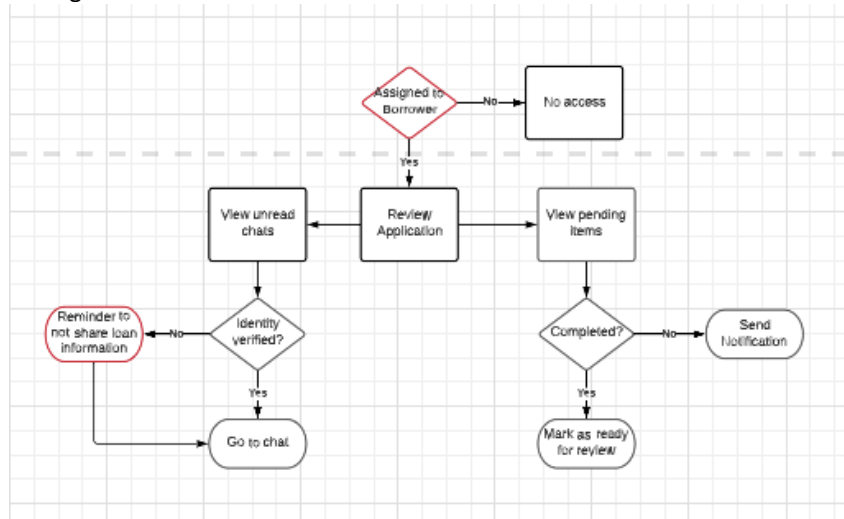 Assigned to
Borrower
No
No access
Yes
View unread
chats
Review
Application
View pending
items
Reminder to
not share loan
information
No
Identity
verified?
Completed?
No
Send
Notification
Yes
Yes
Go to chat
Mark as ready
for review